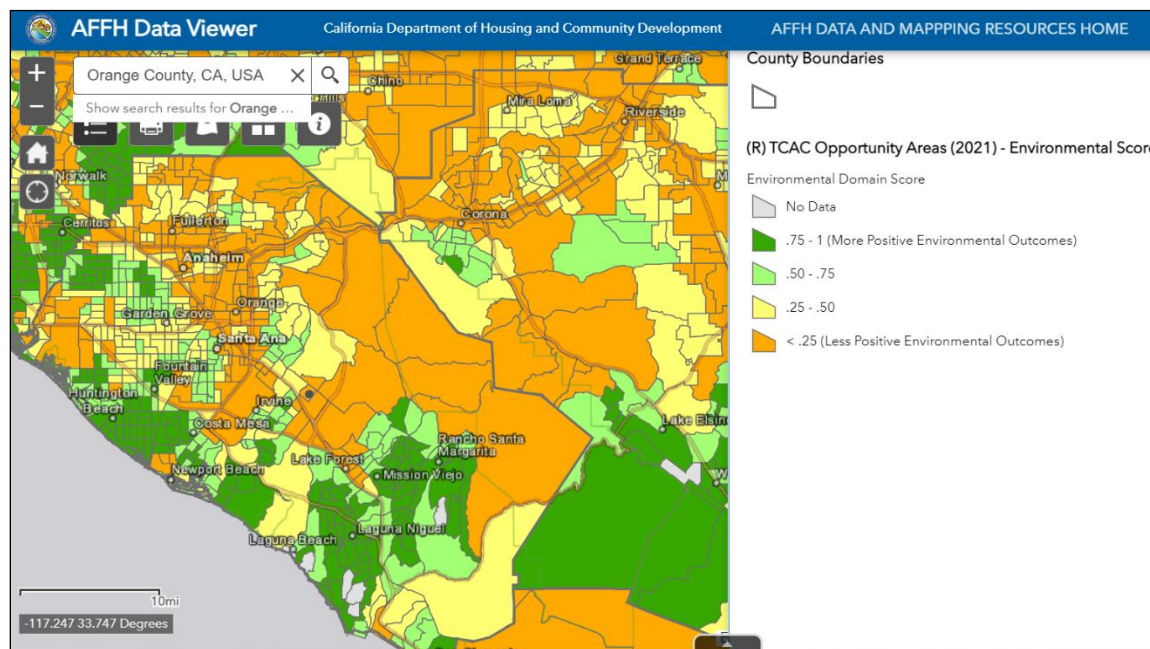 AFFH Data Viewer
California Department of Housing and Community Development
AFFH DATA AND MAPPPING RESOURCES HOME
+
Orange County, CA, USA
Show search results for Orange ...
−
Grand Terrace
Chino
Hills
Mira Loma
Riverside
Norwalk
Cerritos
Fullerton
Corona
Anaheim
Orange
Garden Grove
Santa Ana
Fountain
Valley
Huntington
Beach
Irvine
Costa Mesa
Lake Elsin
Rancho Santa
Margarita
Lake Forest
Mission Viejo
Newport Beach
Laguna Niguel
Laguna Beach
10mi
-117.247 33.747 Degrees
County Boundaries
(R) TCAC Opportunity Areas (2021) - Environmental Score
Environmental Domain Score
No Data
.75 - 1 (More Positive Environmental Outcomes)
.50 - .75
.25 - .50
< .25 (Less Positive Environmental Outcomes)